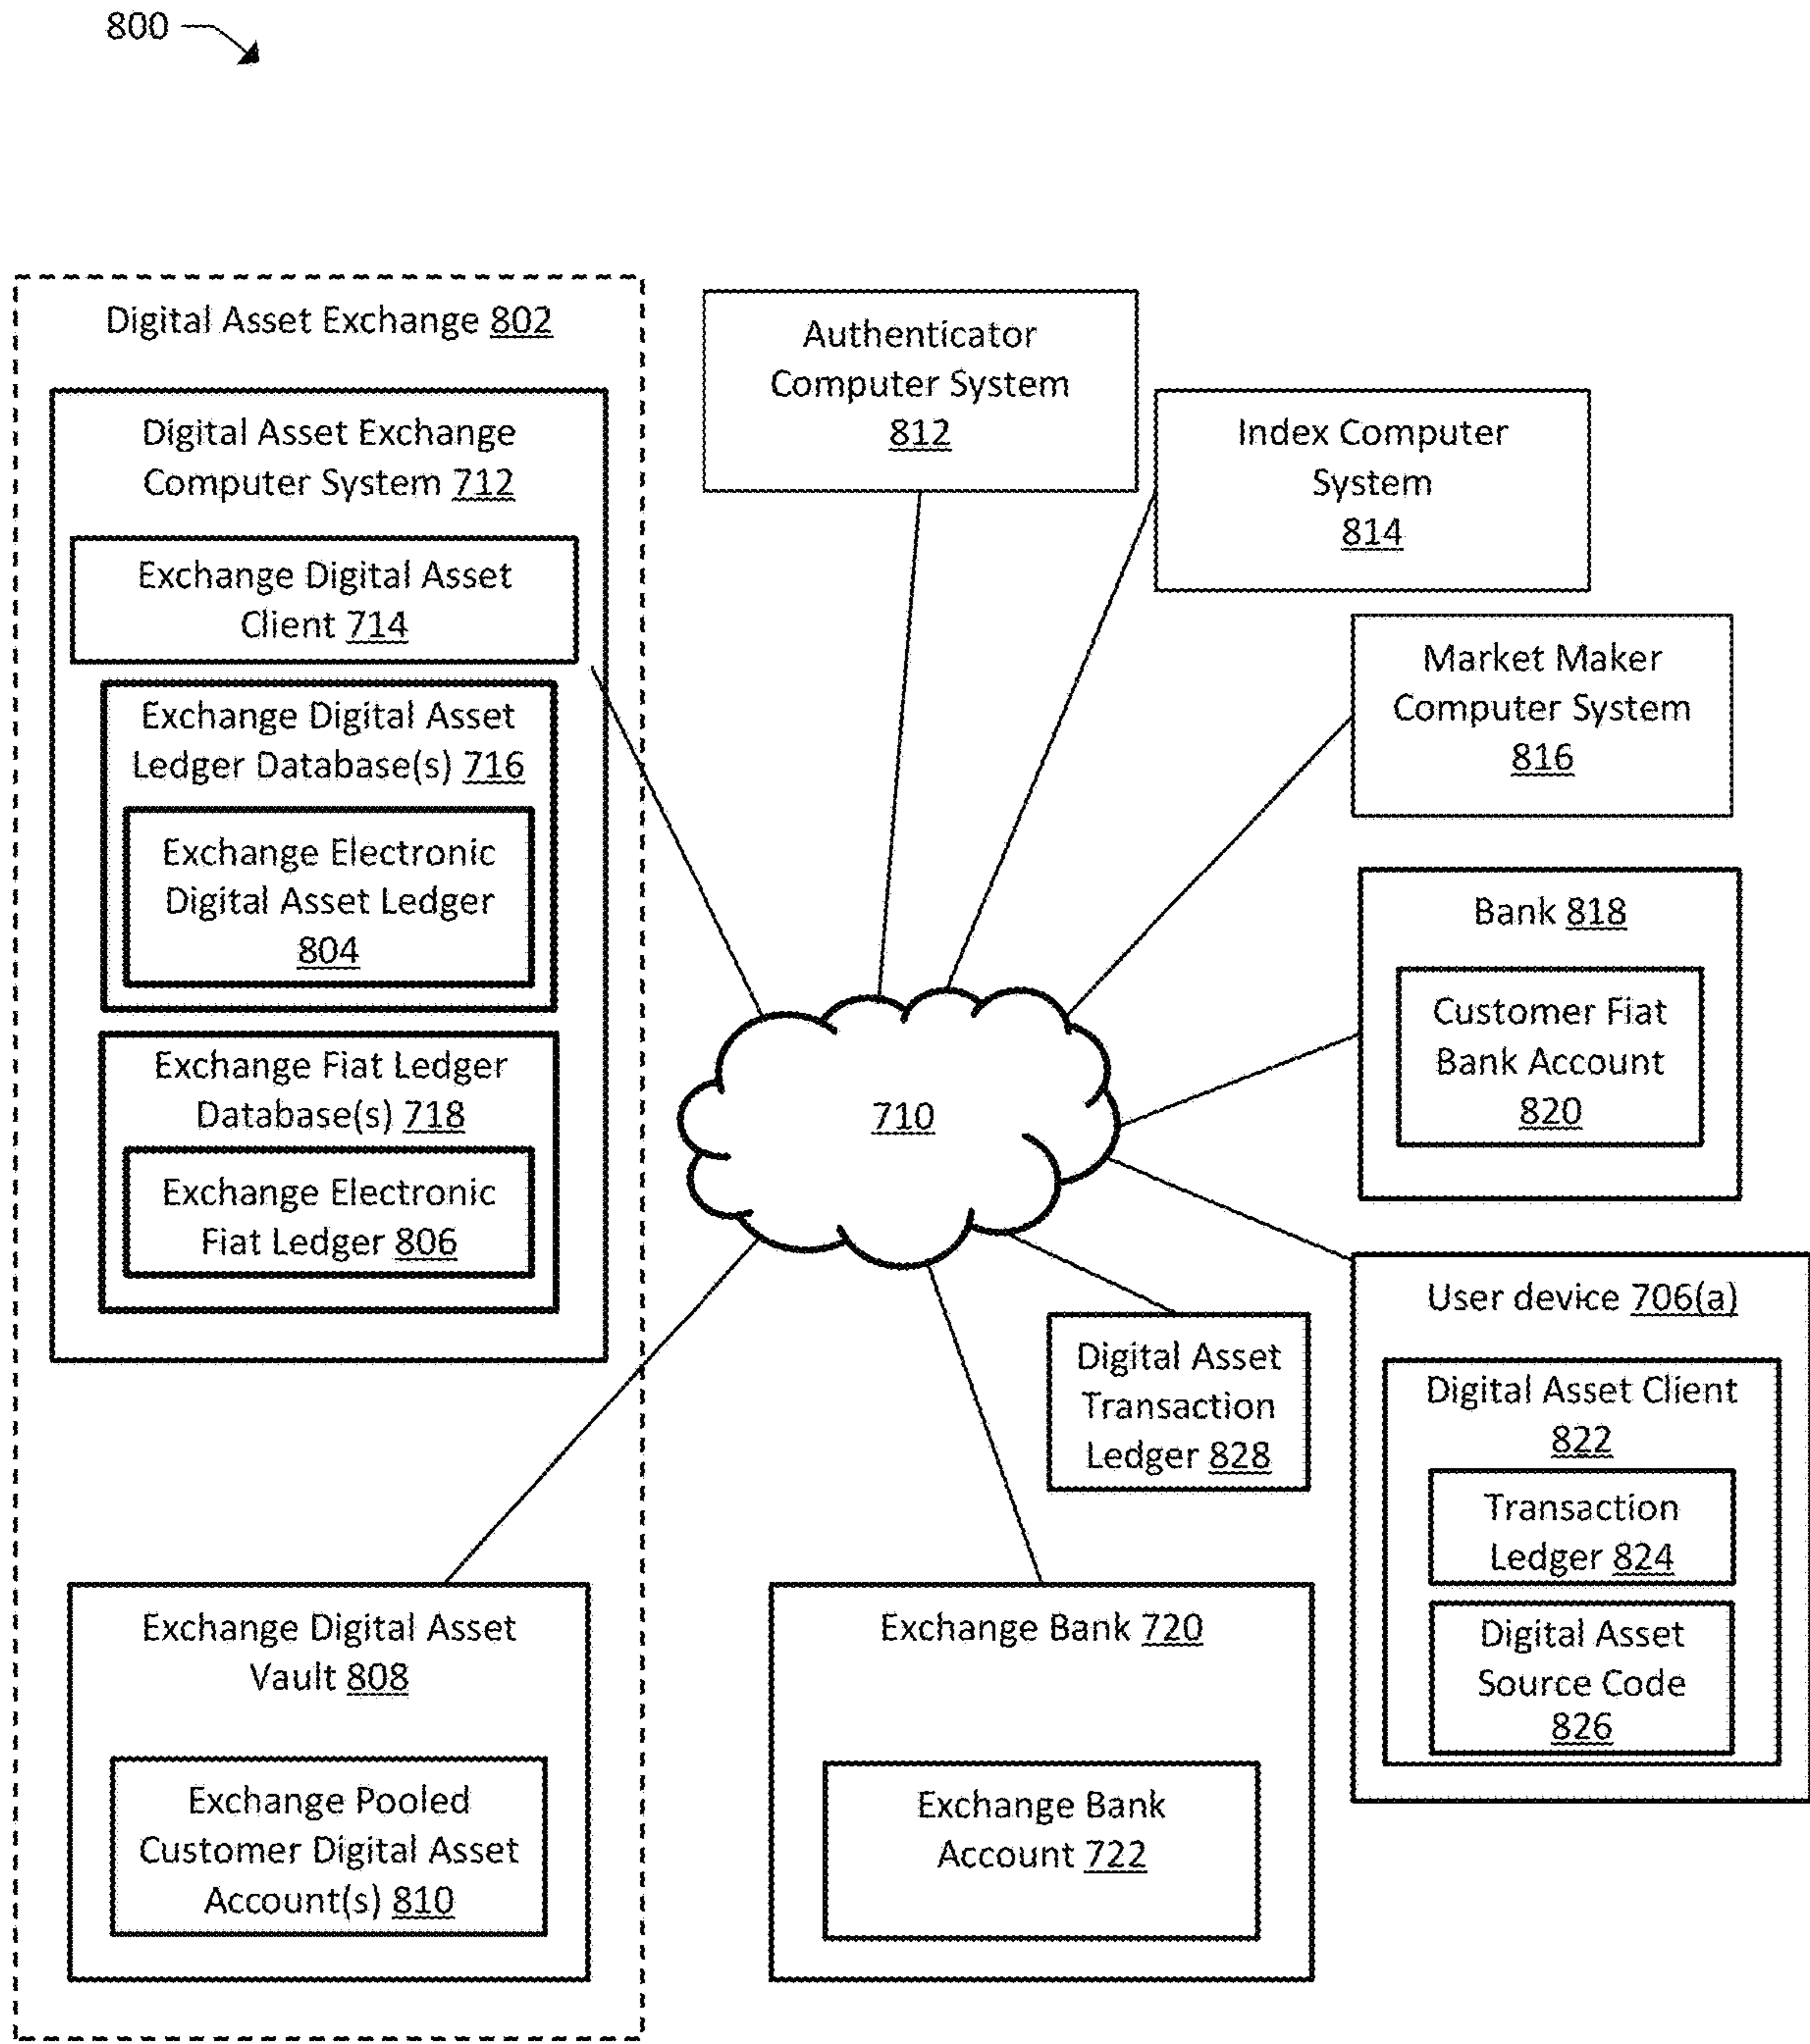 800
Digital Asset Exchange 802
Digital Asset Exchange
Computer System 712
Exchange Digital Asset
Client 714
Exchange Digital Asset
Ledger Database(s) 716
Exchange Electronic
Digital Asset Ledger
804
Exchange Fiat Ledger
Database(s) 718
Exchange Electronic
Fiat Ledger 806
Exchange Digital Asset
Vault 808
Exchange Pooled
Customer Digital Asset
Account(s) 810
Authenticator
Computer System
812
Index Computer
System
814
Market Maker
Computer System
816
Bank 818
Customer Fiat
Bank Account
820
710
User device 706(a)
Digital Asset Client
822
Transaction
Ledger 824
Digital Asset
Source Code
826
Digital Asset
Transaction
Ledger 828
Exchange Bank 720
Exchange Bank
Account 722